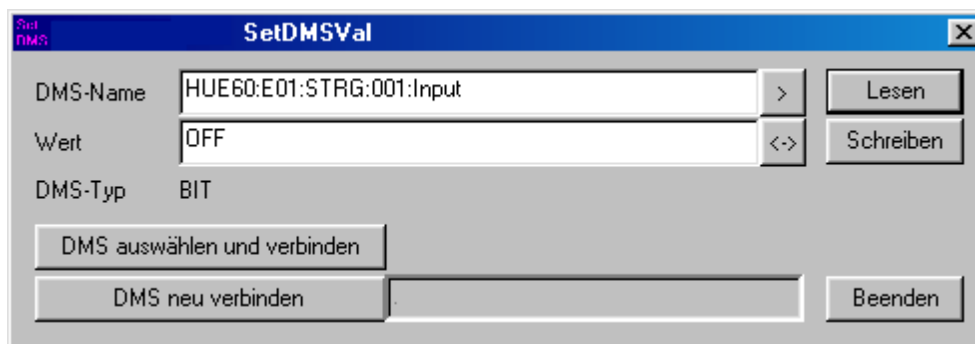 Set
DMS
SetDMSVal
DMS-Name
HUE60:E01:STRG:001:Input
>
Lesen
Wert
OFF
<->
Schreiben
DMS-Typ
BIT
DMS auswählen und verbinden
DMS neu verbinden
.
Beenden